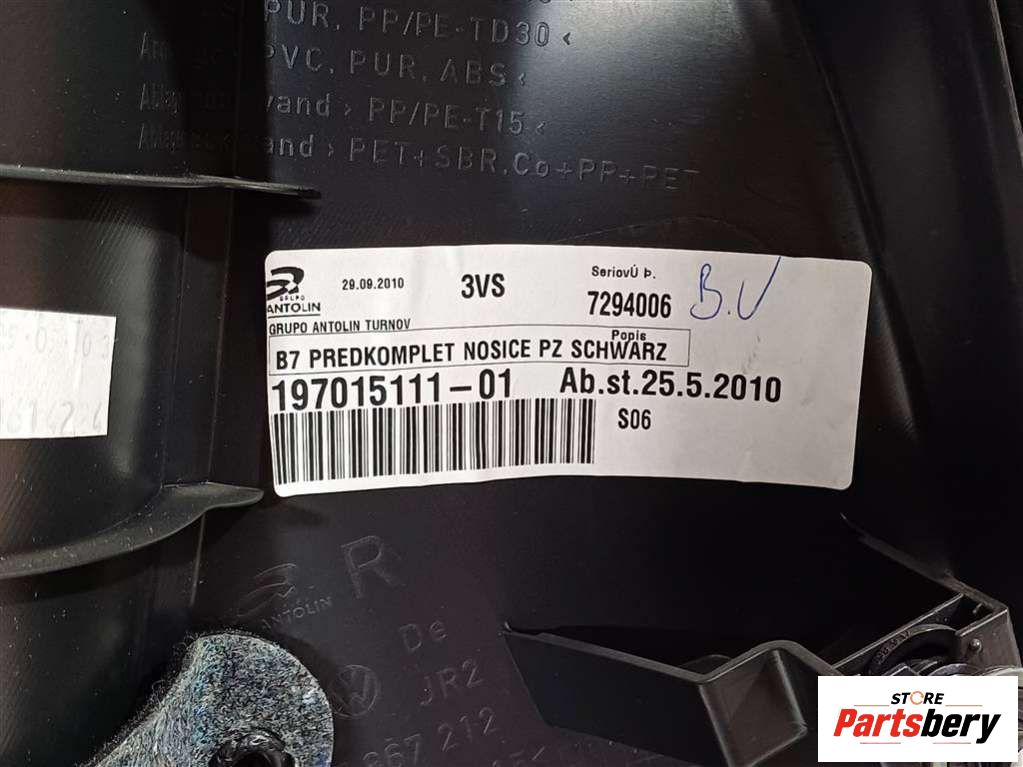 PUR, PP/PE-TD30<
PVC, PUR, ABS<
>PP/PE-T15<
>PET+SBR,Co+PP+PET
GRUPO
ANTOLIN
29.09.2010
3VS
SeriovÚ Þ.
7294006
B.V
GRUPO ANTOLIN TURNOV
Popis
B7 PREDKOMPLET NOSICE PZ SCHWARZ
197015111-01 Ab.st.25.5.2010
S06
R
ANTOLIN
De
JR2
867 212
STORE
Partsbery